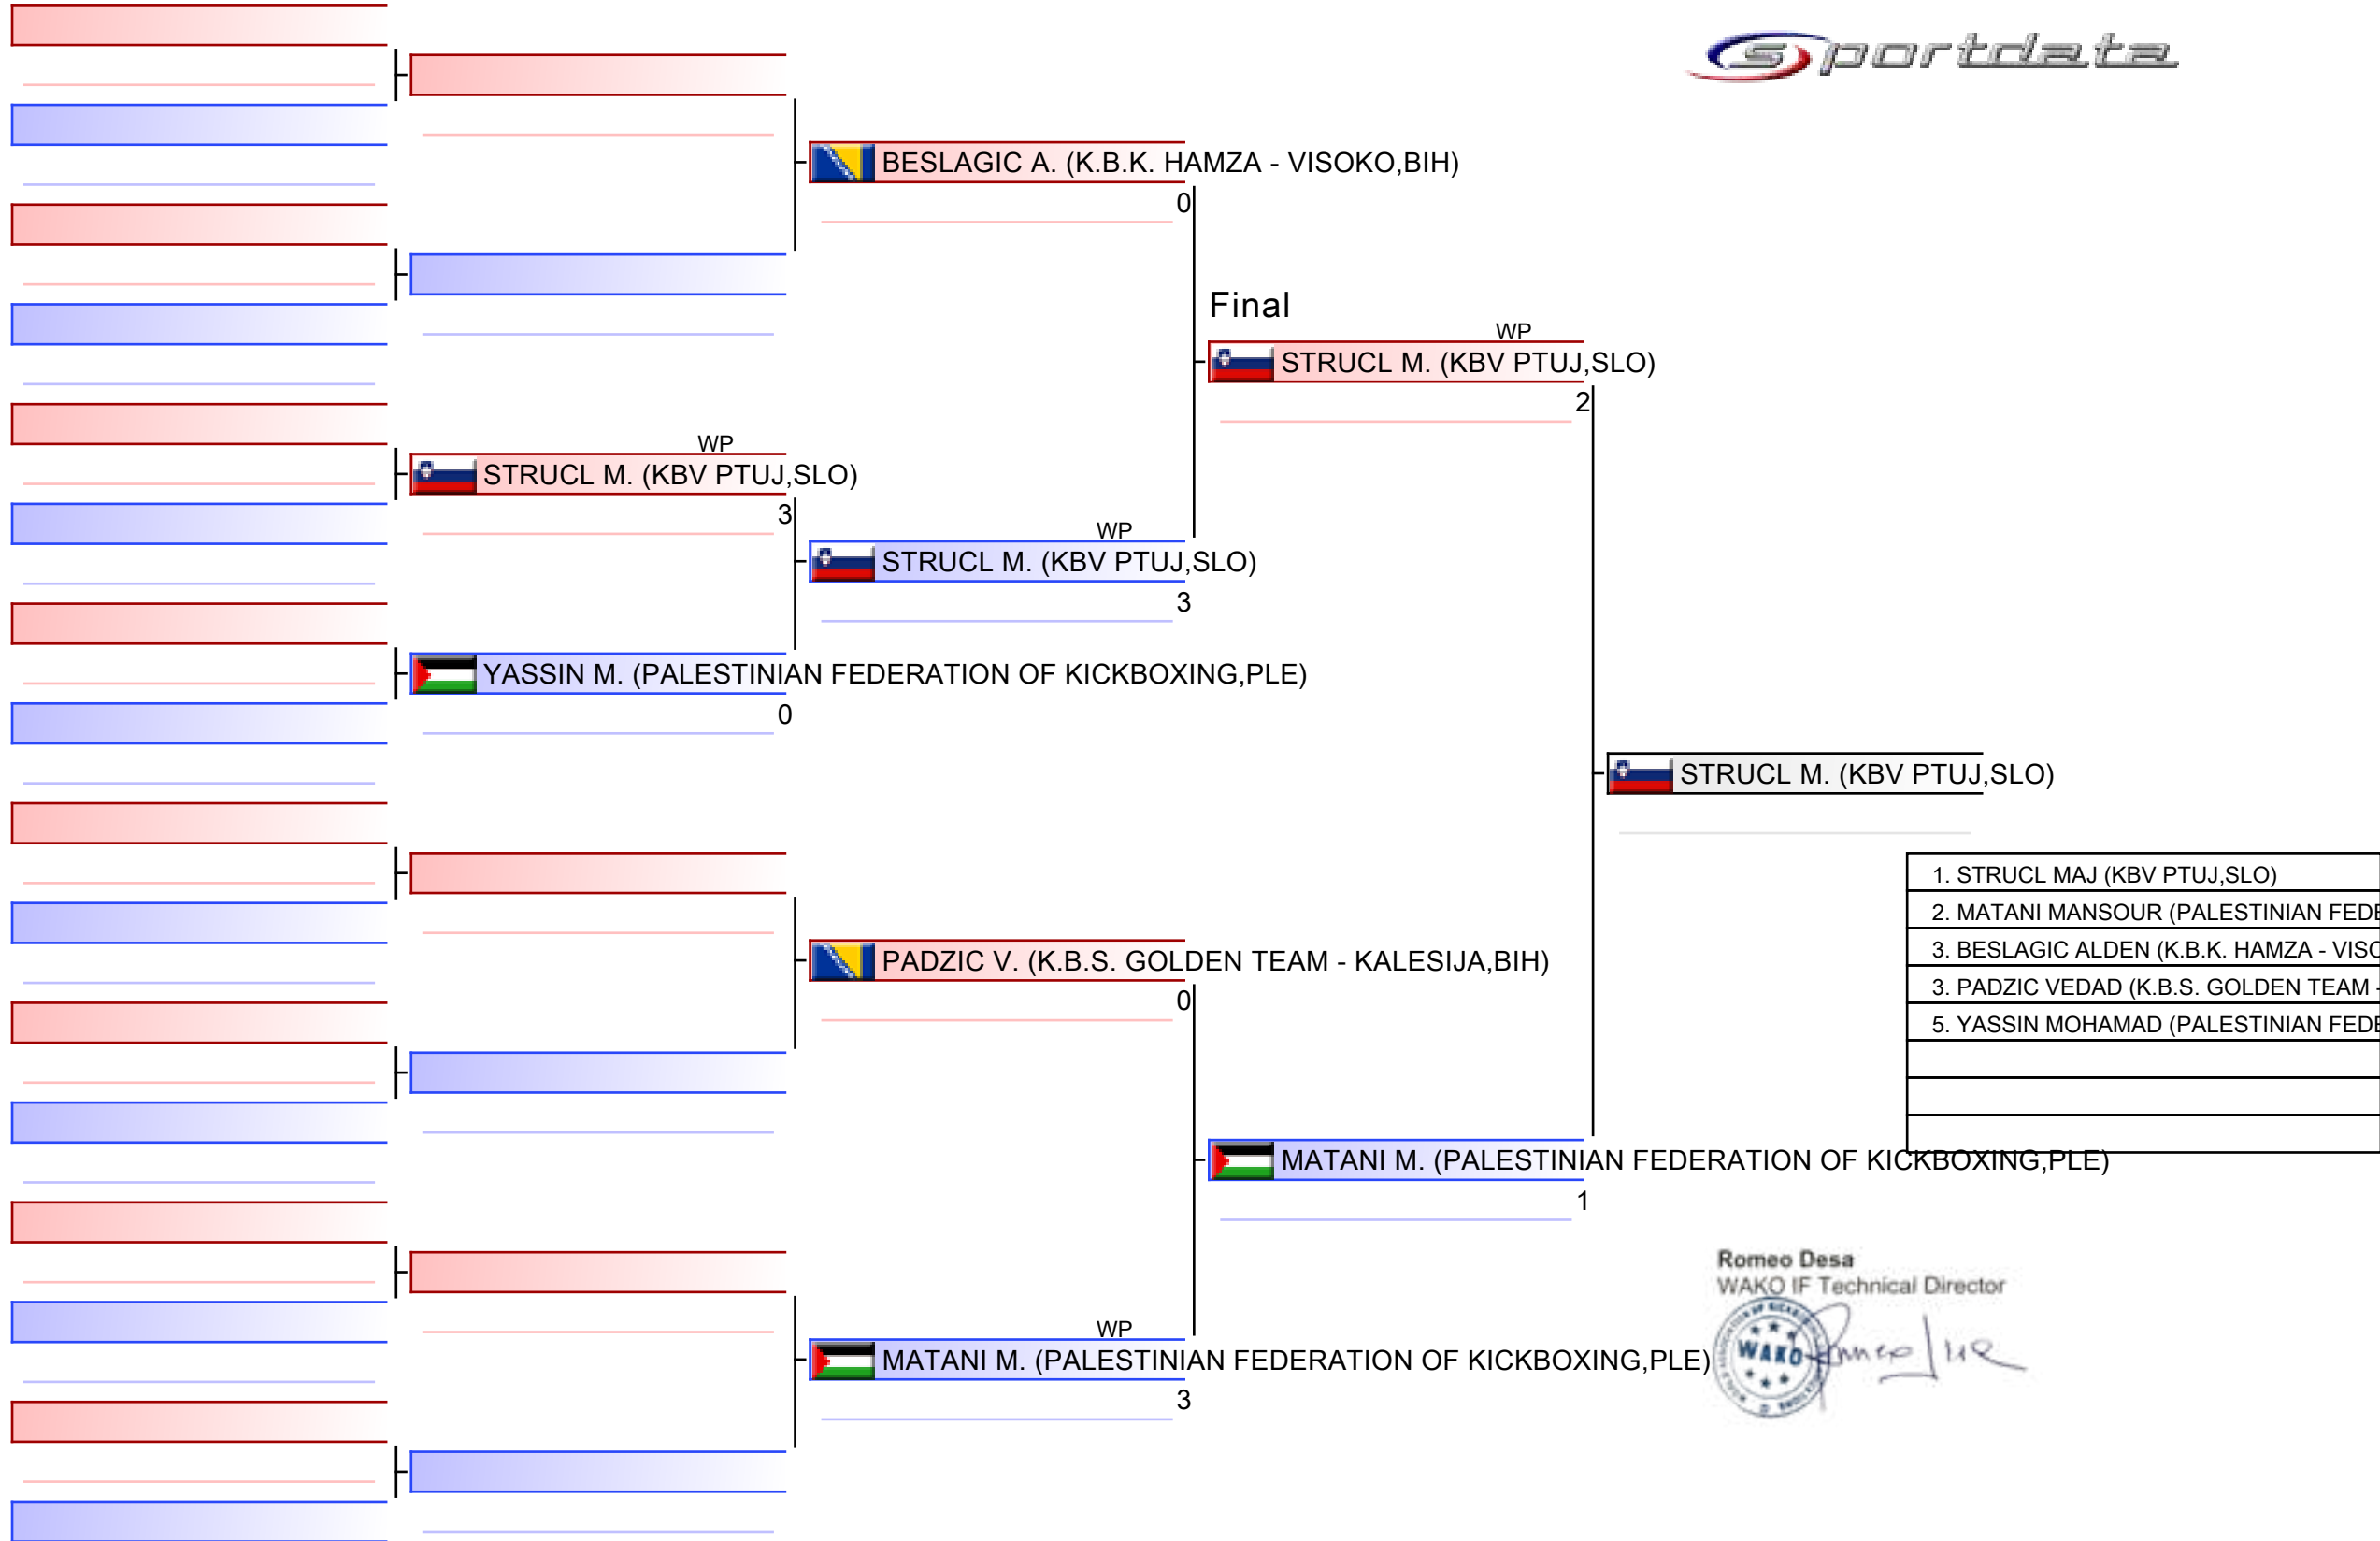 sportdata
BESLAGIC A. (K.B.K. HAMZA - VISOKO,BIH)
0
Final
WP
STRUCL M. (KBV PTUJ,SLO)
2
WP
STRUCL M. (KBV PTUJ,SLO)
3
WP
STRUCL M. (KBV PTUJ,SLO)
3
YASSIN M. (PALESTINIAN FEDERATION OF KICKBOXING,PLE)
0
STRUCL M. (KBV PTUJ,SLO)
1. STRUCL MAJ (KBV PTUJ,SLO)
2. MATANI MANSOUR (PALESTINIAN FEDE
3. BESLAGIC ALDEN (K.B.K. HAMZA - VISO
3. PADZIC VEDAD (K.B.S. GOLDEN TEAM -
5. YASSIN MOHAMAD (PALESTINIAN FEDE
PADZIC V. (K.B.S. GOLDEN TEAM - KALESIJA,BIH)
0
MATANI M. (PALESTINIAN FEDERATION OF KICKBOXING,PLE)
1
WP
MATANI M. (PALESTINIAN FEDERATION OF KICKBOXING,PLE)
3
Romeo Desa
WAKO IF Technical Director
WAKO